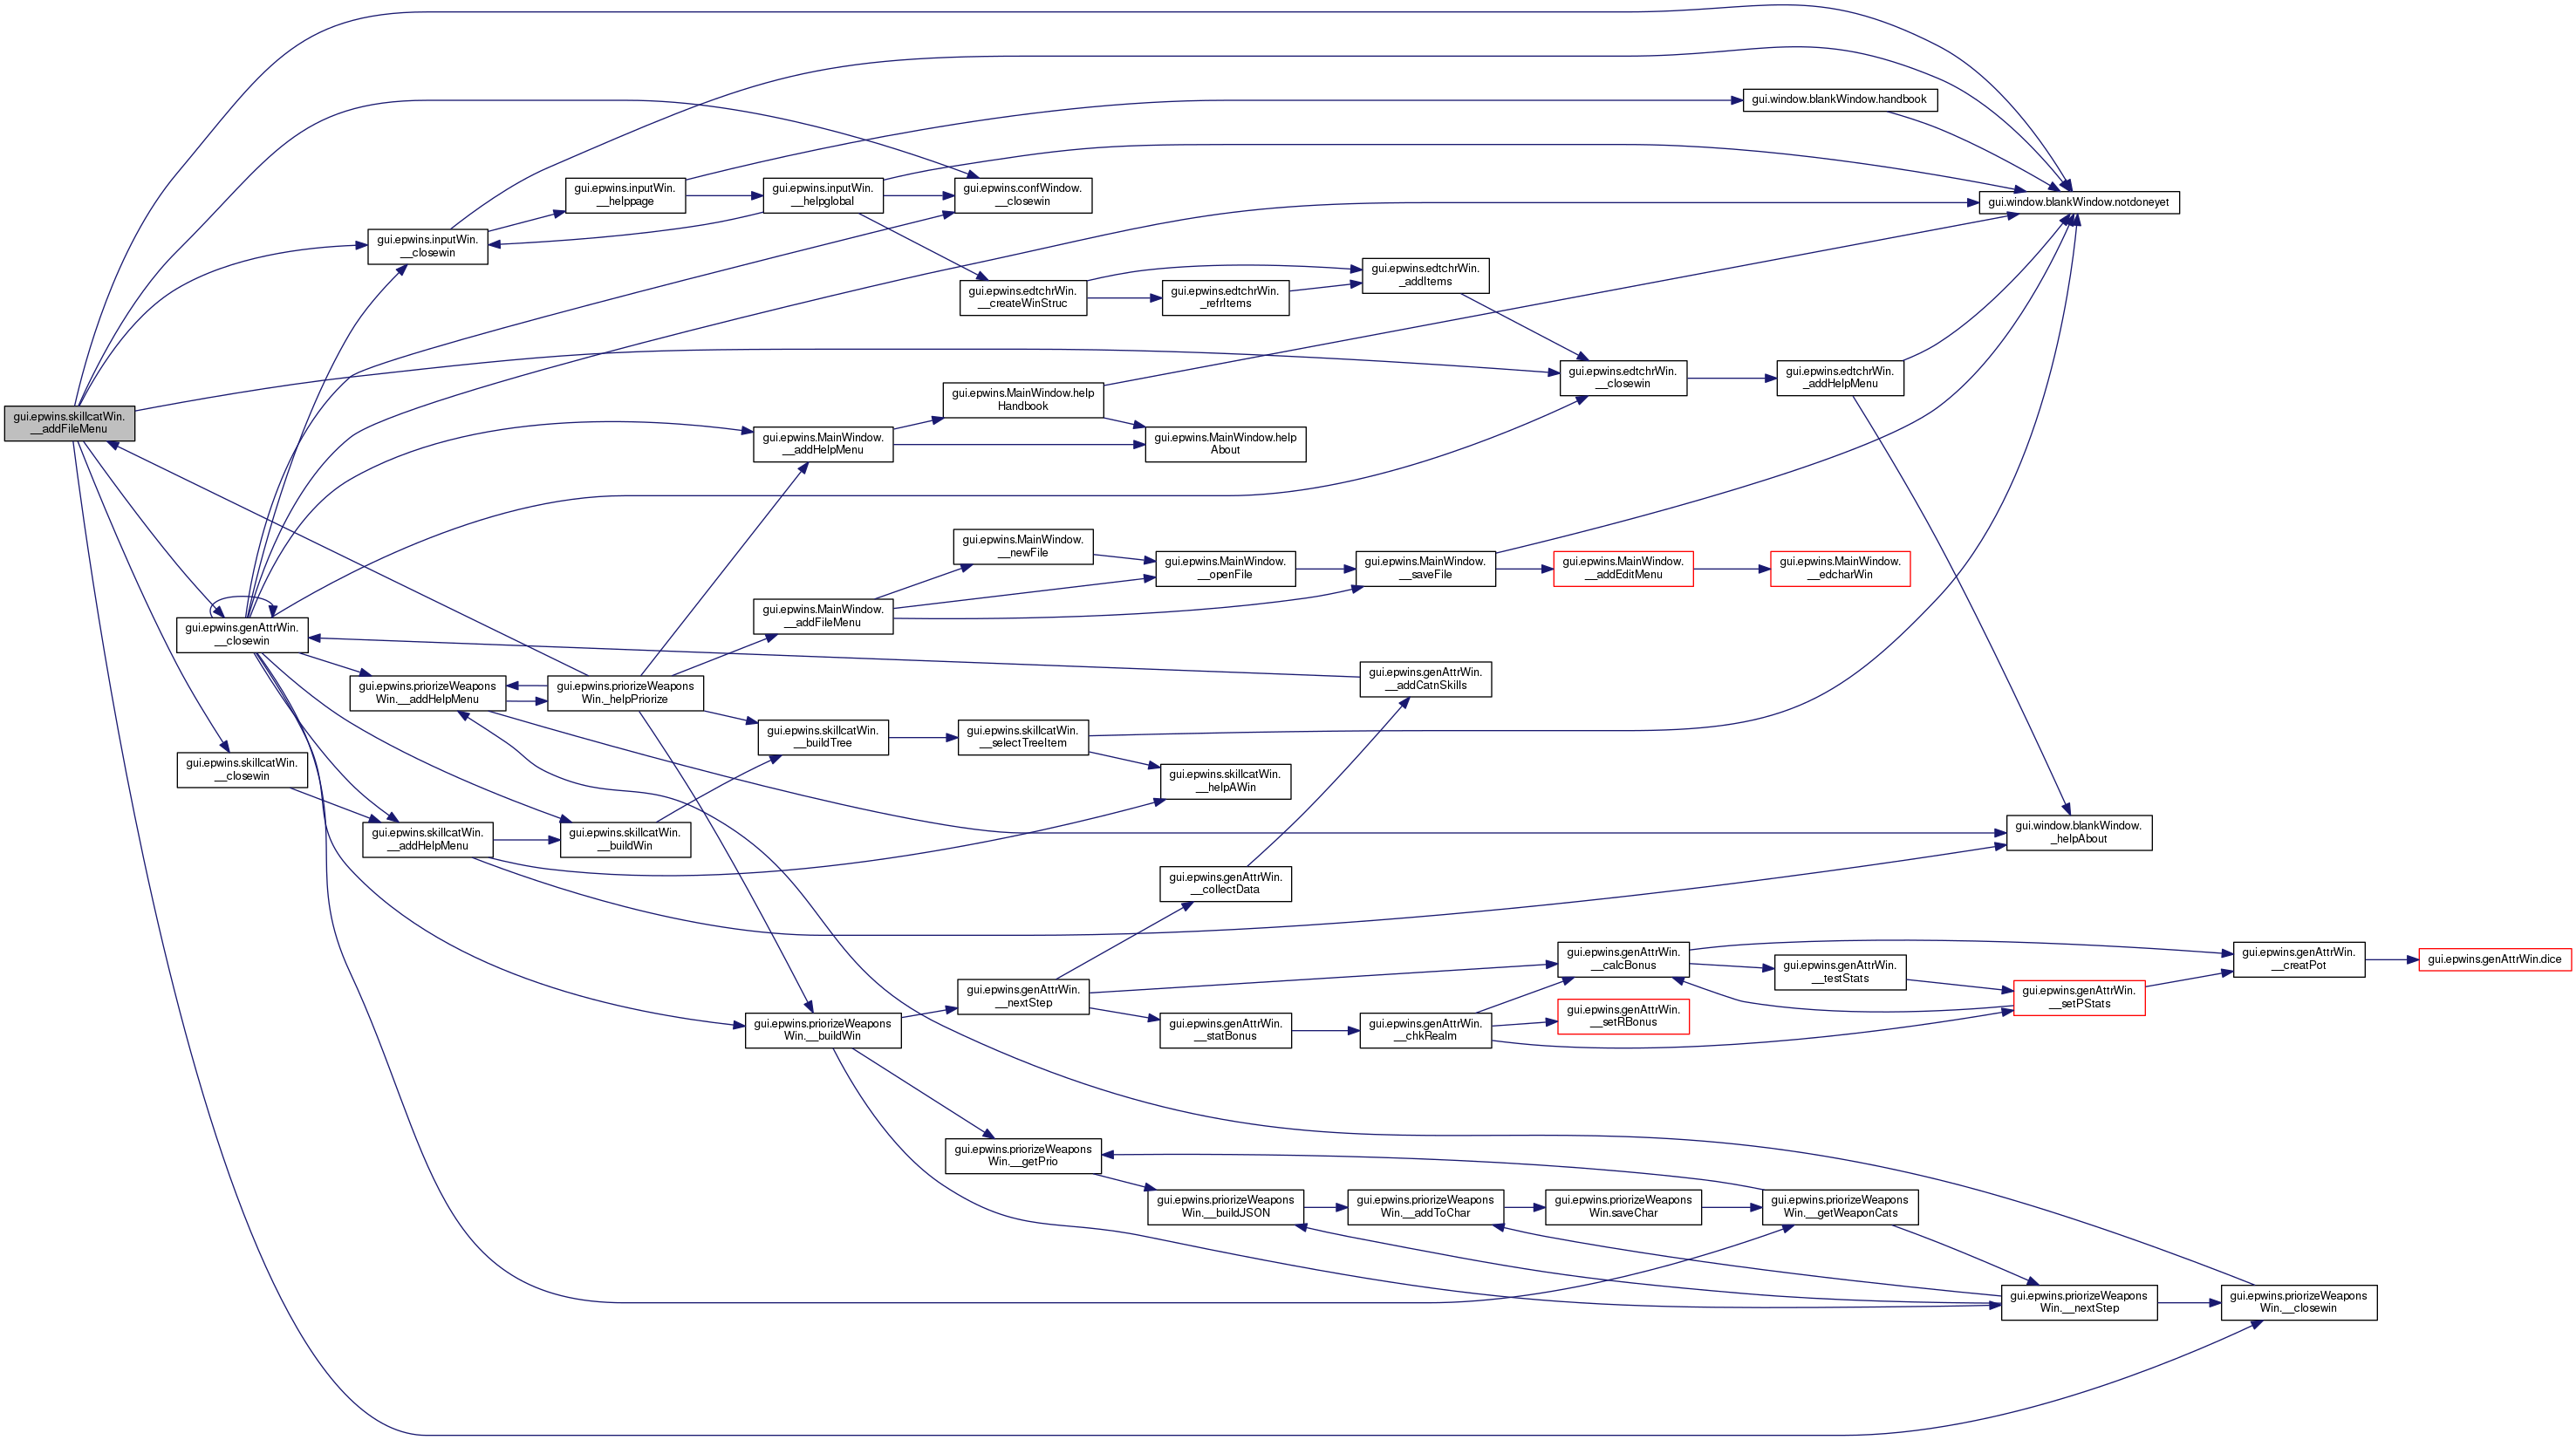 gui.epwins.skillcatWin.
__addFileMenu
gui.epwins.genAttrWin.
__closewin
gui.epwins.skillcatWin.
__closewin
gui.epwins.inputWin.
__closewin
gui.epwins.priorizeWeapons
Win.__addHelpMenu
gui.epwins.skillcatWin.
__addHelpMenu
gui.epwins.inputWin.
__helppage
gui.epwins.priorizeWeapons
Win._helpPriorize
gui.epwins.skillcatWin.
__buildWin
gui.epwins.inputWin.
__helpglobal
gui.epwins.MainWindow.
__addHelpMenu
gui.epwins.MainWindow.
__addFileMenu
gui.epwins.skillcatWin.
__buildTree
gui.epwins.priorizeWeapons
Win.__buildWin
gui.epwins.confWindow.
__closewin
gui.epwins.edtchrWin.
__createWinStruc
gui.epwins.MainWindow.help
Handbook
gui.epwins.MainWindow.
__newFile
gui.epwins.skillcatWin.
__selectTreeItem
gui.epwins.genAttrWin.
__nextStep
gui.epwins.priorizeWeapons
Win.__getPrio
gui.epwins.edtchrWin.
_refrItems
gui.epwins.MainWindow.help
About
gui.epwins.MainWindow.
__openFile
gui.epwins.skillcatWin.
__helpAWin
gui.epwins.genAttrWin.
__collectData
gui.epwins.genAttrWin.
__statBonus
gui.epwins.priorizeWeapons
Win.__buildJSON
gui.epwins.edtchrWin.
_addItems
gui.epwins.MainWindow.
__saveFile
gui.epwins.genAttrWin.
__addCatnSkills
gui.epwins.genAttrWin.
__chkRealm
gui.epwins.priorizeWeapons
Win.__addToChar
gui.epwins.edtchrWin.
__closewin
gui.epwins.MainWindow.
__addEditMenu
gui.epwins.genAttrWin.
__calcBonus
gui.epwins.genAttrWin.
__setRBonus
gui.epwins.priorizeWeapons
Win.saveChar
gui.window.blankWindow.handbook
gui.epwins.edtchrWin.
_addHelpMenu
gui.epwins.MainWindow.
__edcharWin
gui.epwins.genAttrWin.
__testStats
gui.epwins.priorizeWeapons
Win.__getWeaponCats
gui.window.blankWindow.notdoneyet
gui.window.blankWindow.
_helpAbout
gui.epwins.genAttrWin.
__setPStats
gui.epwins.priorizeWeapons
Win.__nextStep
gui.epwins.genAttrWin.
__creatPot
gui.epwins.priorizeWeapons
Win.__closewin
gui.epwins.genAttrWin.dice